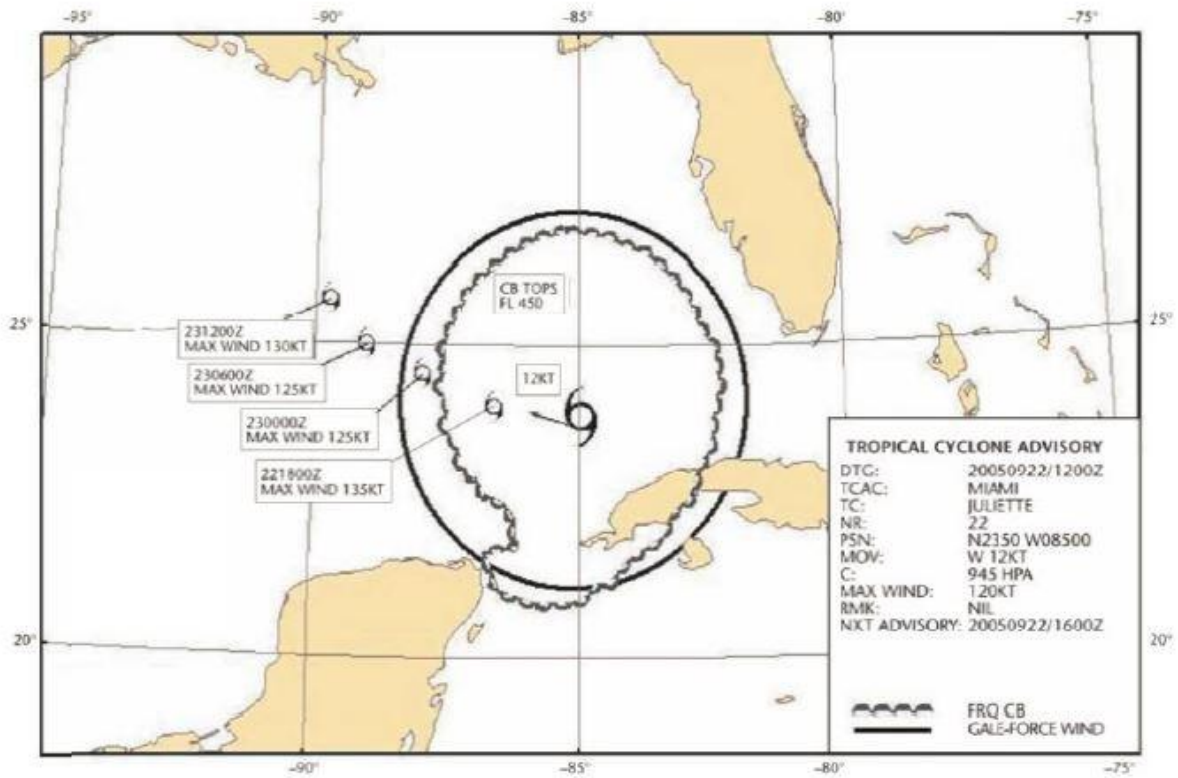 -95°
-90°
-85°
-80°
-75°
CB TOPS
FL 450
25°
25°
231200Z
MAX WIND 130KT
230600Z
MAX WIND 125KT
12KT
230000Z
MAX WIND 125KT
221800Z
MAX WIND 135KT
TROPICAL CYCLONE ADVISORY
DTG: 20050922/1200Z
TCAC: MIAMI
TC: JULIETTE
NR: 22
PSN: N2350 W08500
MOV: W 12KT
C: 945 HPA
MAX WIND: 120KT
RMK: NIL
NXT ADVISORY: 20050922/1600Z
20°
20°
FRQ CB
GALE-FORCE WIND
-90°
-85°
-80°
-75°